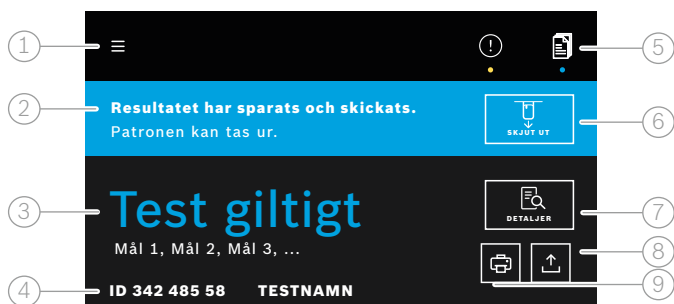 1
5
2
Resultatet har sparats och skickats.
Patronen kan tas ur.
SKJUT UT
6
3
Test giltigt
Mål 1, Mål 2, Mål 3, ...
DETALJER
7
8
4
ID 342 485 58 TESTNAMN
9